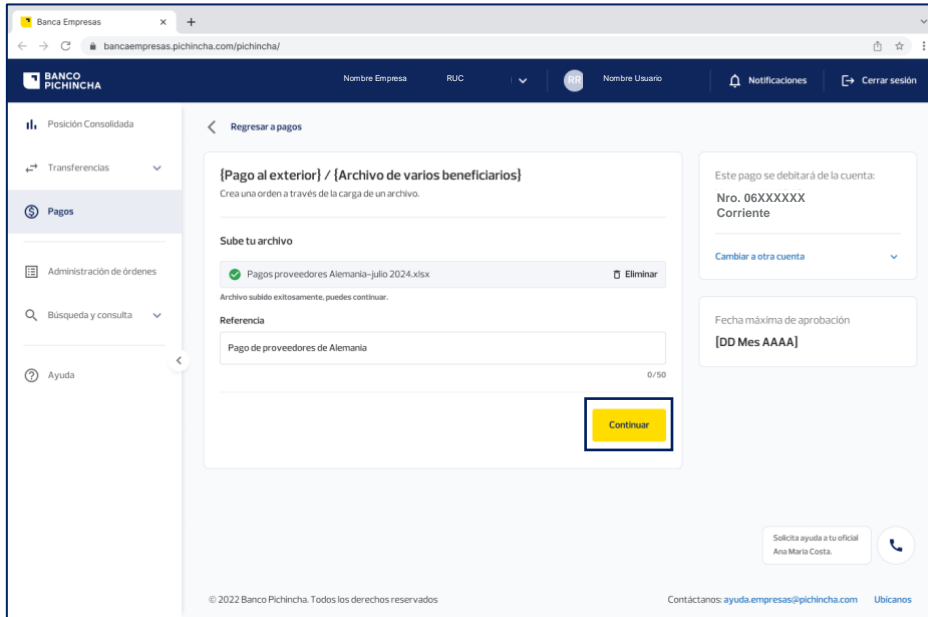 Banca Empresas
bancaempresas.pichincha.com/pichincha/
BANCO
PICHINCHA
Nombre Empresa
RUC
RR
Nombre Usuario
Notificaciones
Cerrar sesión
Posición Consolidada
Transferencias
Pagos
Administración de órdenes
Búsqueda y consulta
Ayuda
Regresar a pagos
{Pago al exterior} / {Archivo de varios beneficiarios}
Crea una orden a través de la carga de un archivo.
Sube tu archivo
Pagos proveedores Alemania-julio 2024.xlsx
Eliminar
Archivo subido exitosamente, puedes continuar.
Referencia
Pago de proveedores de Alemania
0/50
Continuar
Este pago se debitará de la cuenta:
Nro. 06XXXXXX
Corriente
Cambiar a otra cuenta
Fecha máxima de aprobación
[DD Mes AAAA]
Solicita ayuda a tu oficial
Ana Maria Costa.
© 2022 Banco Pichincha. Todos los derechos reservados
Contáctanos: ayuda.empresas@pichincha.com
Ubícanos